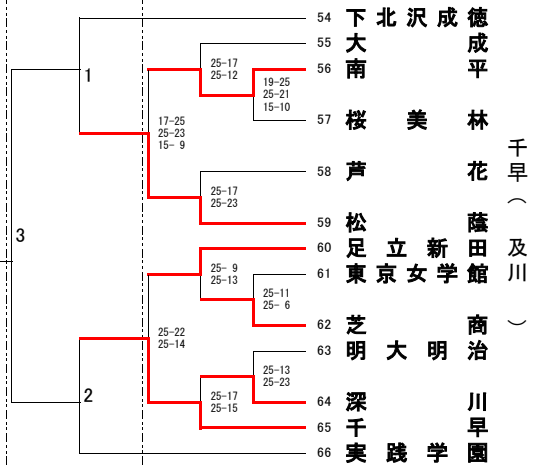 54 下北沢成徳
55 大成
25-17
25-12
56 南平
1
19-25
25-21
15-10
57 桜美林
17-25
25-23
15- 9
58 芦花
25-17
25-23
59 松蔭
3
60 足立新田
25- 9
25-13
61 東京女学館
25-11
25- 6
62 芝商
25-22
25-14
63 明大明治
25-13
25-23
2
25-17
25-15
64 深川
65 千早
66 実践学園
千早(及川)